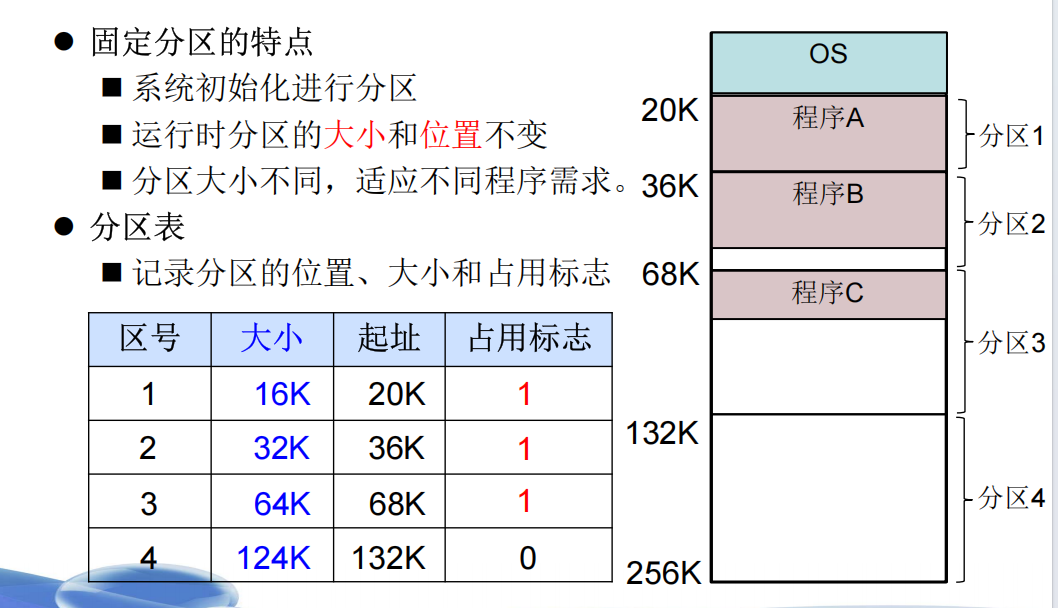 固定分区的特点
系统初始化进行分区
运行时分区的大小和位置不变
分区大小不同，适应不同程序需求。
分区表
记录分区的位置、大小和占用标志
区号 大小 起址 占用标志
1 16K 20K 1
2 32K 36K 1
3 64K 68K 1
4 124K 132K 0
OS
20K
程序A
分区1
36K
程序B
分区2
68K
程序C
分区3
132K
分区4
256K